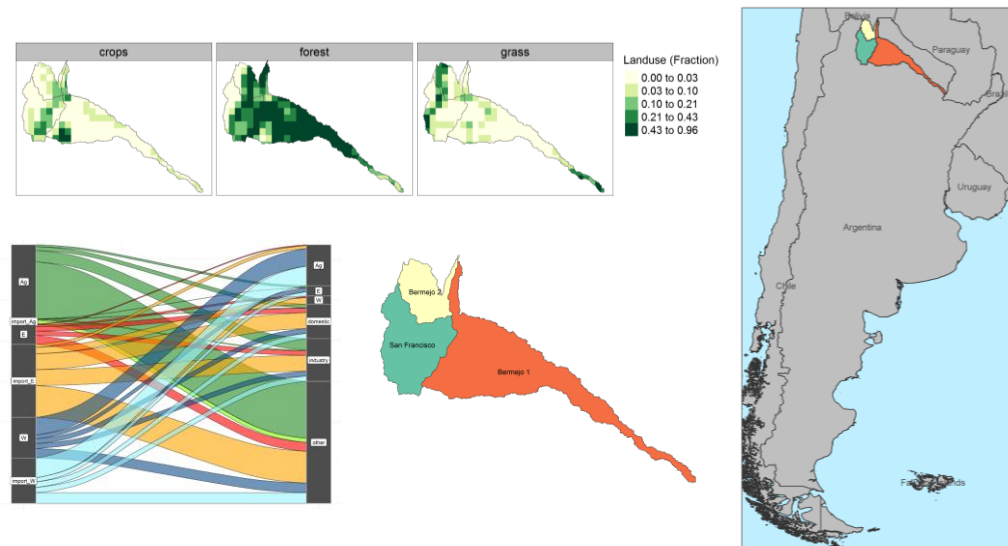 crops
forest
grass
Landuse (Fraction)
0.00 to 0.03
0.03 to 0.10
0.10 to 0.21
0.21 to 0.43
0.43 to 0.96
Ag
import_Ag
E
import_E
W
import_W
Ag
E
W
domestic
industry
other
Bermejo 2
San Francisco
Bermejo 1
Bolivia
Paraguay
Brazil
Uruguay
Argentina
Chile